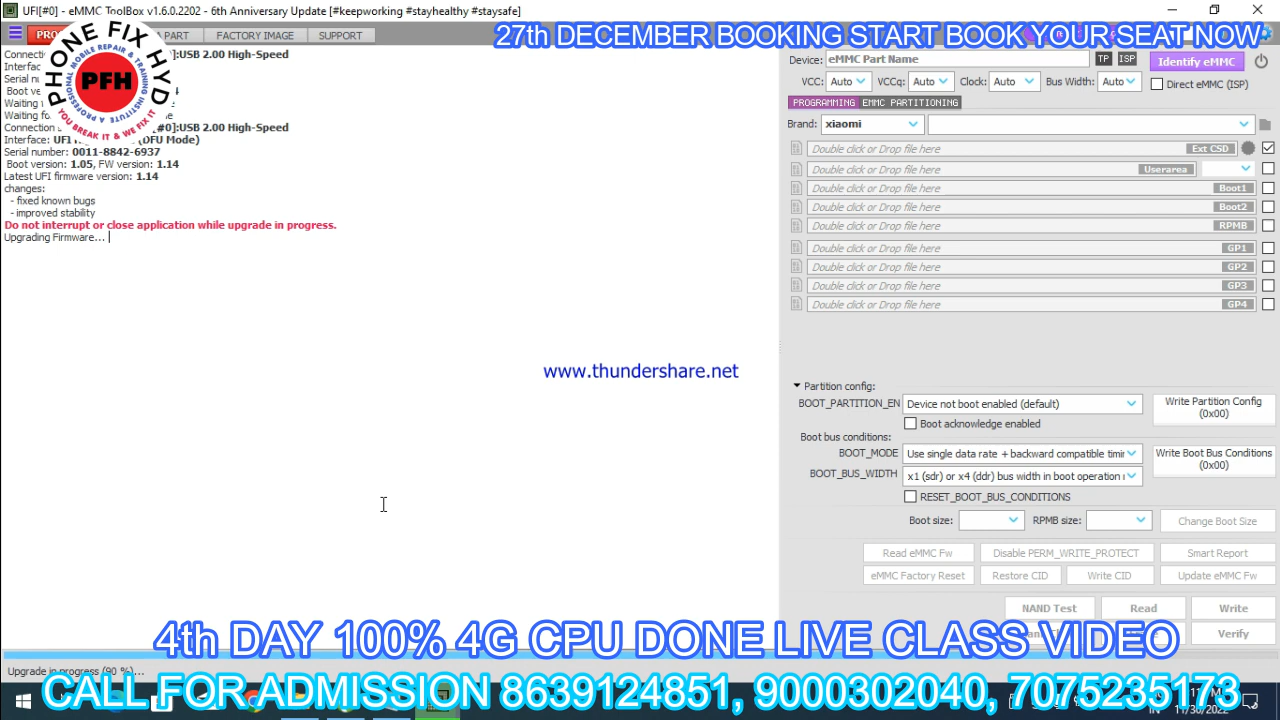 UFI[#0] - eMMC ToolBox v1.6.0.2202 - 6th Anniversary Update [#keepworking #stayhealthy #staysafe]
27th DECEMBER BOOKING START BOOK YOUR SEAT NOW
PART
FACTORY IMAGE
SUPPORT
PHONE FIX HYD
PROFESSIONAL MOBILE REPAIR & TRAINING INSTITUTE
PFH
YOU BREAK IT & WE FIX IT
:USB 2.00 High-Speed
[#0]:USB 2.00 High-Speed
(DFU Mode)
Serial number: 0011-8842-6937
Boot version: 1.05, FW version: 1.14
Latest UFI firmware version: 1.14
changes:
- fixed known bugs
- improved stability
Do not interrupt or close application while upgrade in progress.
Upgrading Firmware...
Device: eMMC Part Name TP ISP Identify eMMC
VCC: Auto VCCq: Auto Clock: Auto Bus Width: Auto Direct eMMC (ISP)
PROGRAMMING EMMC PARTITIONING
Brand: xiaomi
Double click or Drop file here Ext CSD
Double click or Drop file here Userarea
Double click or Drop file here Boot1
Double click or Drop file here Boot2
Double click or Drop file here RPMB
Double click or Drop file here GP1
Double click or Drop file here GP2
Double click or Drop file here GP3
Double click or Drop file here GP4
www.thundershare.net
Partition config:
BOOT_PARTITION_EN Device not boot enabled (default)
Write Partition Config (0x00)
Boot acknowledge enabled
Boot bus conditions:
BOOT_MODE Use single data rate + backward compatible timin
Write Boot Bus Conditions (0x00)
BOOT_BUS_WIDTH x1 (sdr) or x4 (ddr) bus width in boot operation
RESET_BOOT_BUS_CONDITIONS
Boot size: RPMB size: Change Boot Size
Read eMMC Fw Disable PERM_WRITE_PROTECT Smart Report
eMMC Factory Reset Restore CID Write CID Update eMMC Fw
NAND Test Read Write
Verify
4th DAY 100% 4G CPU DONE LIVE CLASS VIDEO
Upgrade in progress (90 %)...
CALL FOR ADMISSION 8639124851, 9000302040, 7075235173
11/30/2022